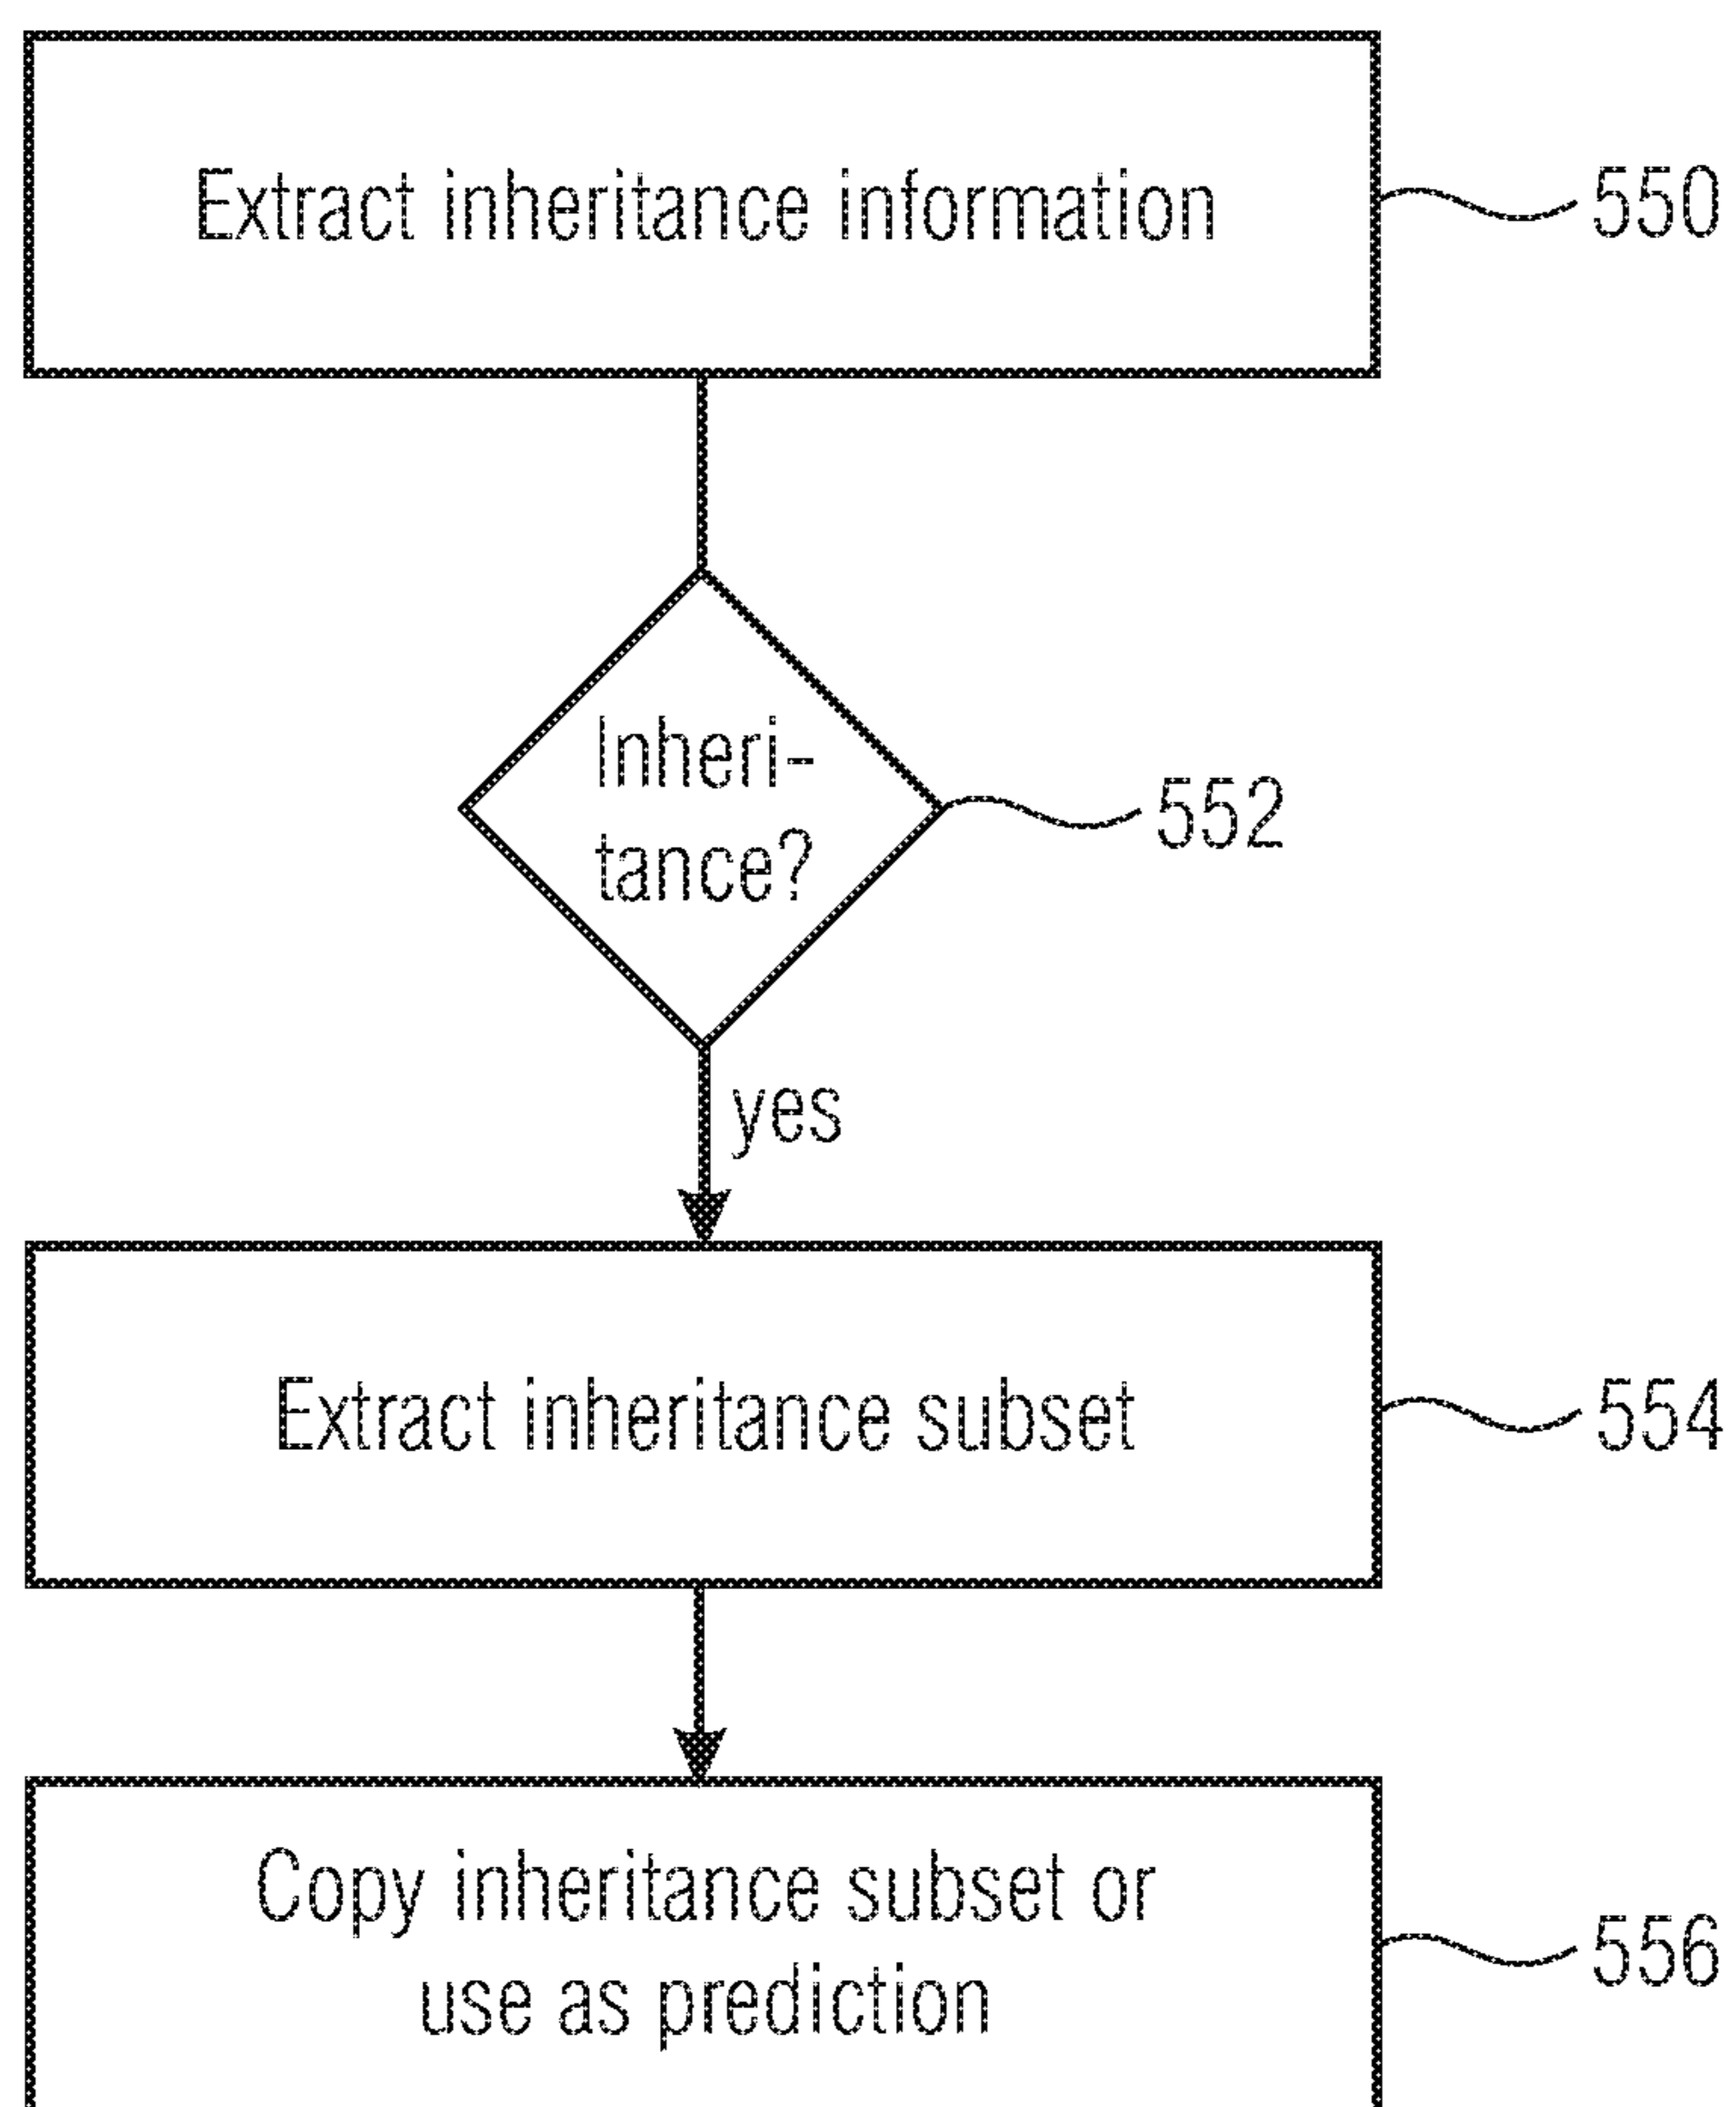 Extract inheritance information
550
Inheri-
tance?
552
yes
Extract inheritance subset
554
Copy inheritance subset or
use as prediction
556